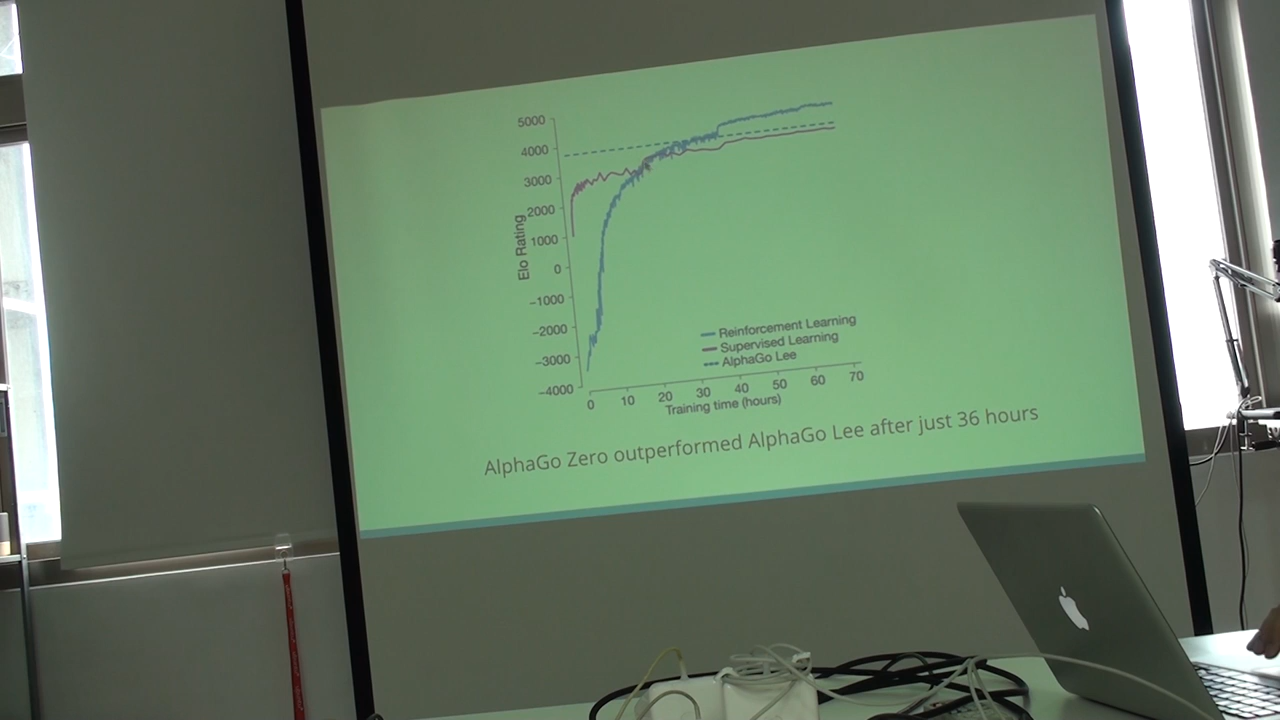 5000
4000
3000
2000
1000
0
−1000
−2000
−3000
−4000
Elo Rating
Reinforcement Learning
Supervised Learning
AlphaGo Lee
0 10 20 30 40 50 60 70
Training time (hours)
AlphaGo Zero outperformed AlphaGo Lee after just 36 hours